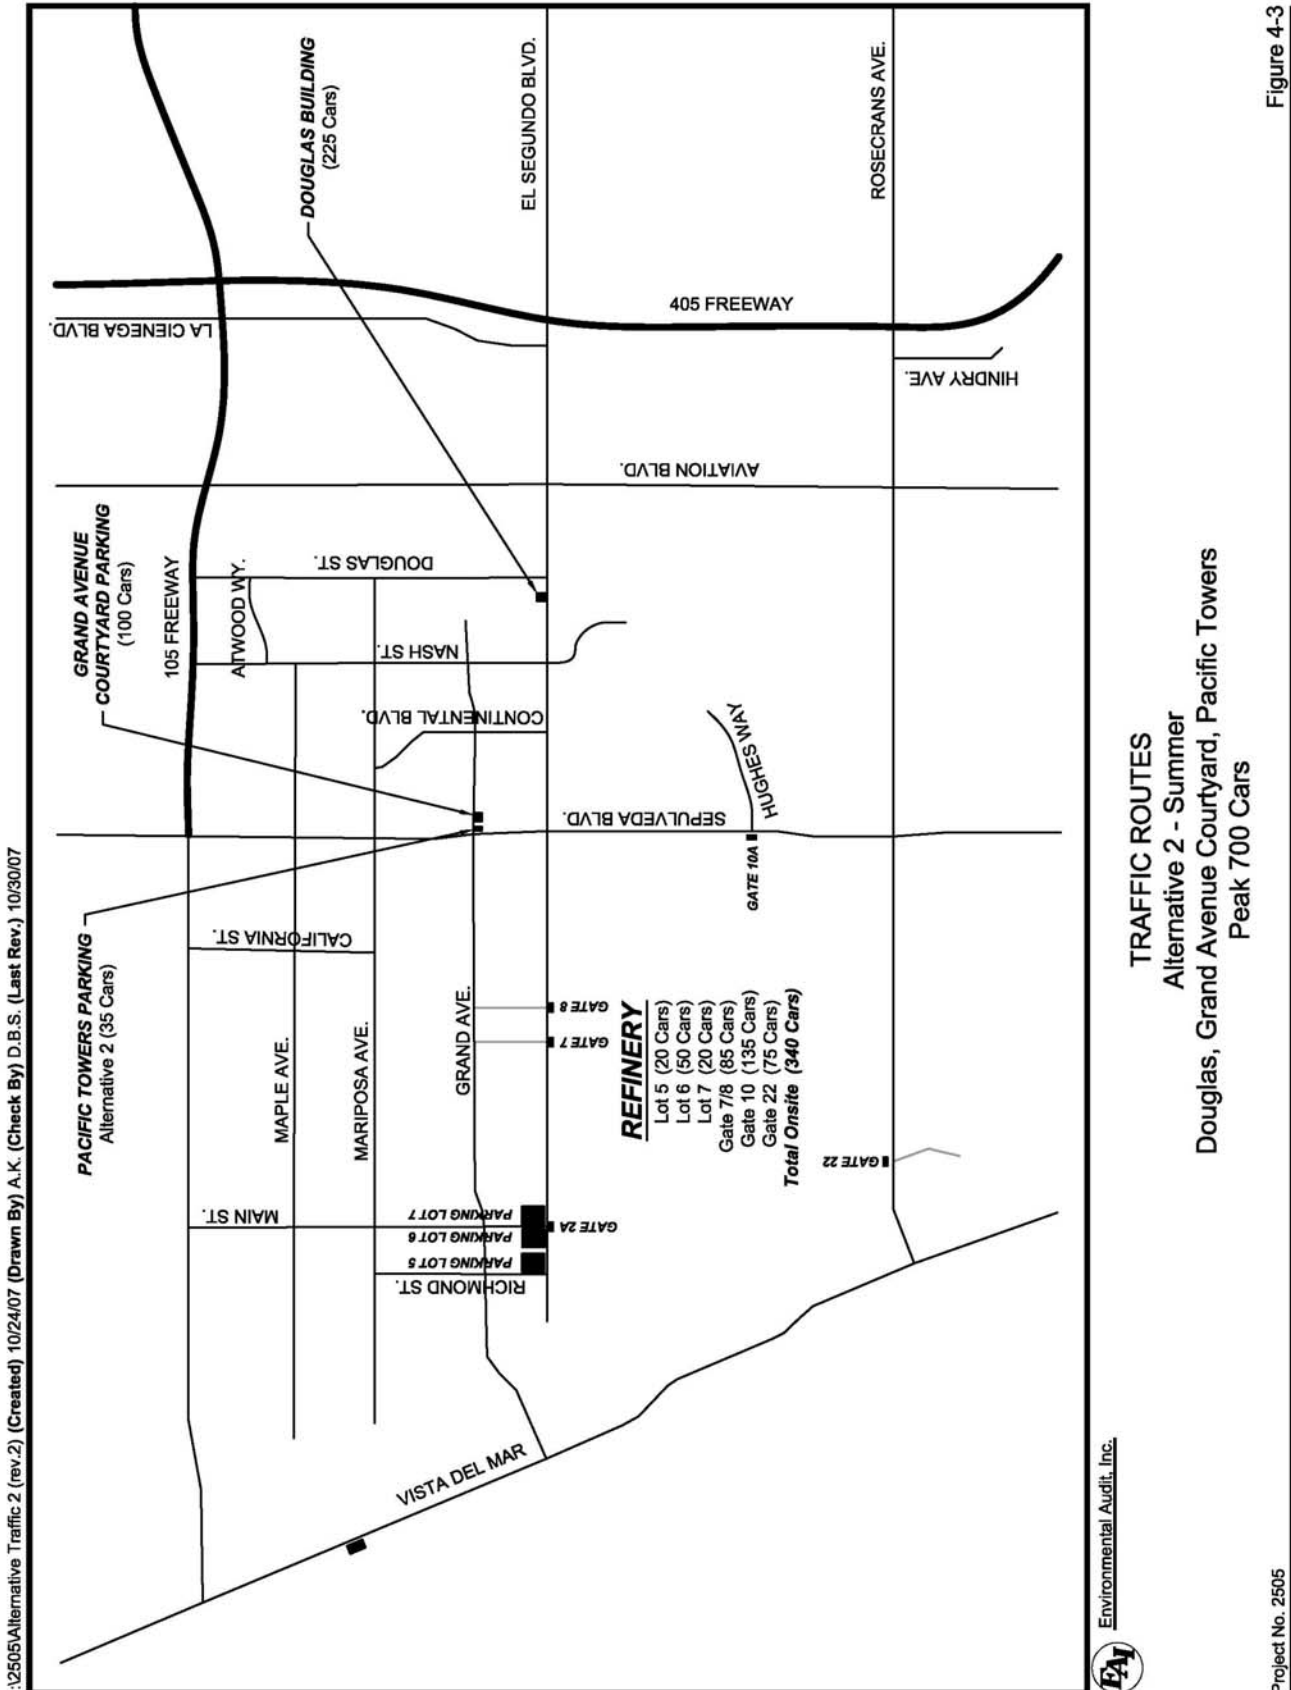 :\2505\Alternative Traffic 2 (rev.2) (Created) 10/24/07 (Drawn By) A.K. (Check By) D.B.S. (Last Rev.) 10/30/07
PACIFIC TOWERS PARKING
Alternative 2 (35 Cars)
GRAND AVENUE
COURTYARD PARKING
(100 Cars)
DOUGLAS BUILDING
(225 Cars)
105 FREEWAY
ATWOOD WY.
LA CIENEGA BLVD.
CALIFORNIA ST.
DOUGLAS ST.
NASH ST.
MAIN ST.
MAPLE AVE.
MARIPOSA AVE.
CONTINENTAL BLVD.
VISTA DEL MAR
RICHMOND ST.
PARKING LOT 5
PARKING LOT 6
PARKING LOT 7
GRAND AVE.
EL SEGUNDO BLVD.
GATE 2A
GATE 7
GATE 8
SEPULVEDA BLVD.
AVIATION BLVD.
405 FREEWAY
REFINERY
Lot 5 (20 Cars)
Lot 6 (50 Cars)
Lot 7 (20 Cars)
Gate 7/8 (85 Cars)
Gate 10 (135 Cars)
Gate 22 (75 Cars)
Total Onsite (340 Cars)
GATE 10A
HUGHES WAY
GATE 22
ROSECRANS AVE.
HINDRY AVE.
EAI
Environmental Audit, Inc.
TRAFFIC ROUTES
Alternative 2 - Summer
Douglas, Grand Avenue Courtyard, Pacific Towers
Peak 700 Cars
Project No. 2505
Figure 4-3